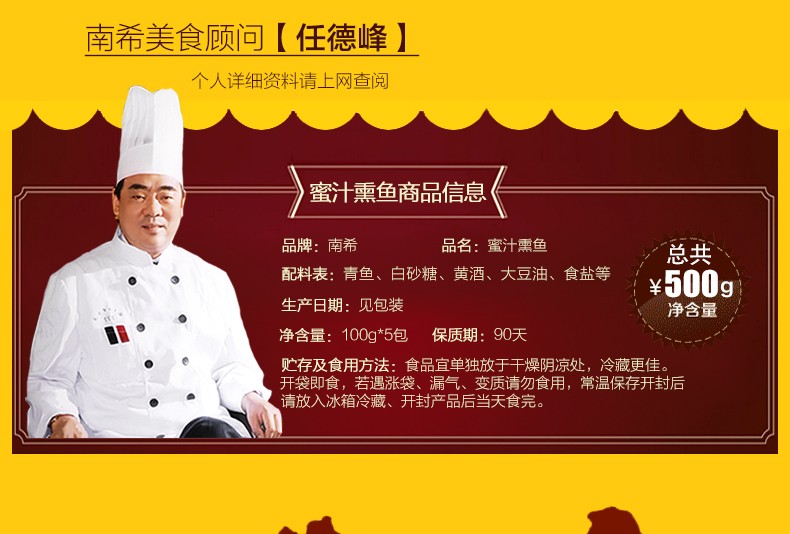 南希美食顾问【任德峰】
个人详细资料请上网查阅
蜜汁熏鱼商品信息
品牌：南希 品名：蜜汁熏鱼
配料表：青鱼、白砂糖、黄酒、大豆油、食盐等
生产日期：见包装
净含量：100g*5包 保质期：90天
贮存及食用方法：食品宜单独放于干燥阴凉处，冷藏更佳。
开袋即食，若遇涨袋、漏气、变质请勿食用，常温保存开封后
请放入冰箱冷藏、开封产品后当天食完。
总共
¥500g
净含量